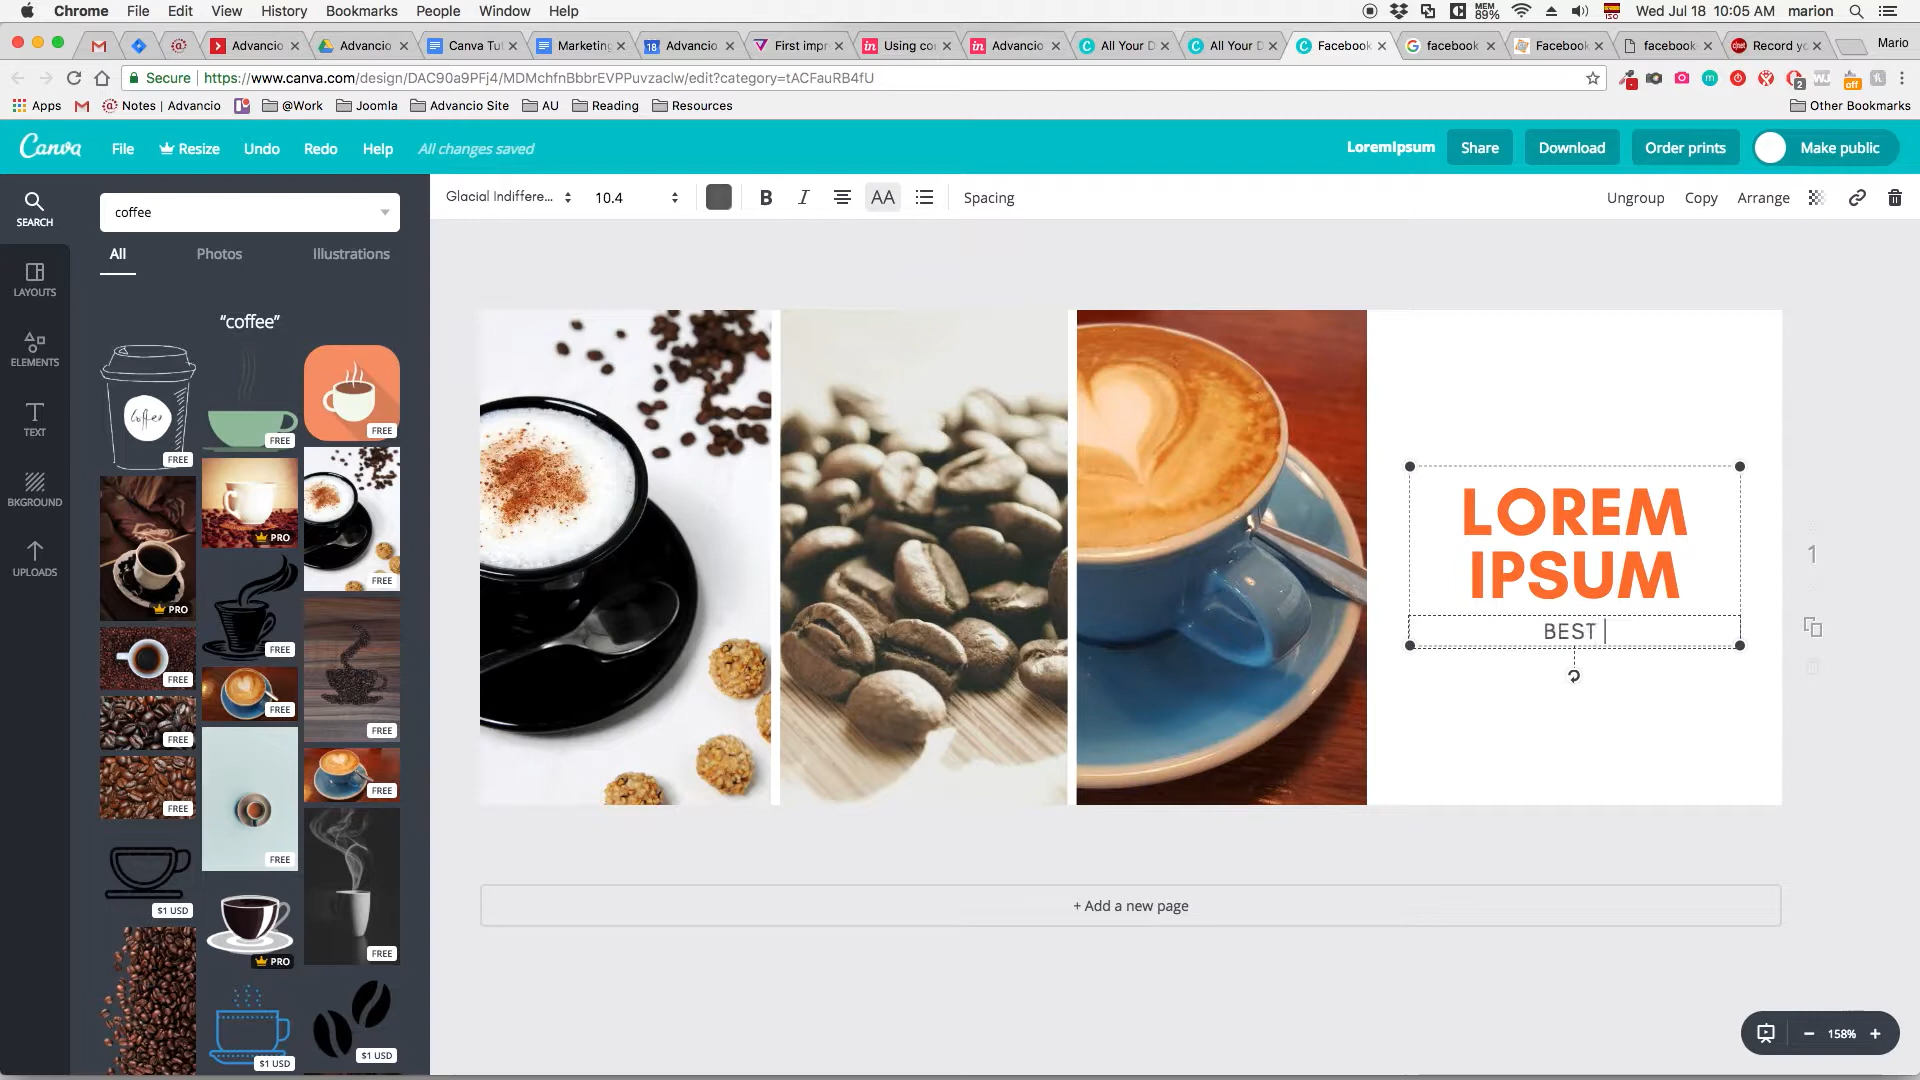 Chrome File Edit View History Bookmarks People Window Help
MEM 89% ISO Wed Jul 18 10:05 AM marion
Advancio Advancio Canva Tu Marketing 18 Advancio First impr Using co Advancio All Your D All Your D Facebook facebook Facebook facebook Record yo Mario
Secure https://www.canva.com/design/DAC90a9PFj4/MDMchfnBbbrEVPPuvzaclw/edit?category=tACFauRB4fU
Apps Notes | Advancio @Work Joomla Advancio Site AU Reading Resources Other Bookmarks
Canva File Resize Undo Redo Help All changes saved LoremIpsum Share Download Order prints Make public
Glacial Indiffere... 10.4 B I AA Spacing Ungroup Copy Arrange
SEARCH
LAYOUTS
ELEMENTS
TEXT
BKGROUND
UPLOADS
coffee
All Photos Illustrations
“coffee”
Coffee
FREE
FREE
FREE
PRO
FREE
PRO
FREE
FREE
FREE
FREE
FREE
FREE
FREE
FREE
$1 USD
FREE
PRO
FREE
$1 USD
$1 USD
LOREM
IPSUM
BEST
1
+ Add a new page
158%